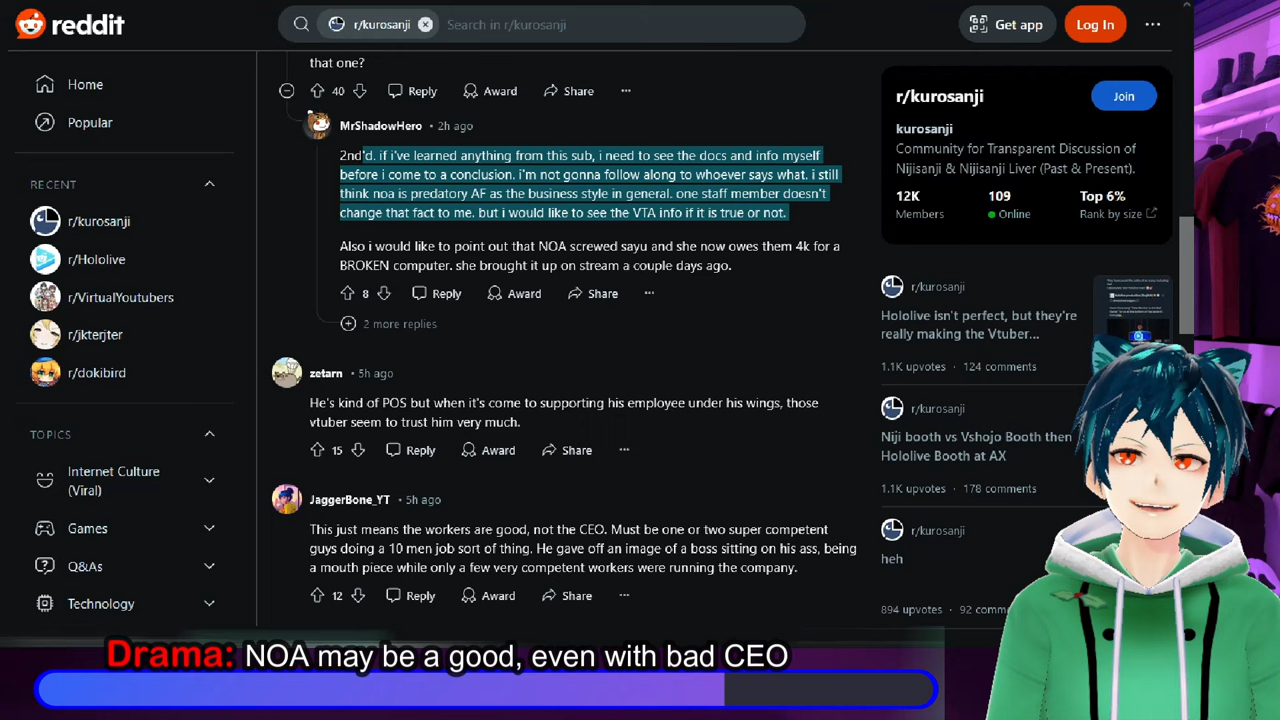 reddit
r/kurosanji
Search in r/kurosanji
Get app
Log In
Home
Popular
RECENT
r/kurosanji
r/Hololive
r/VirtualYoutubers
r/jkterjter
r/dokibird
TOPICS
Internet Culture
(Viral)
Games
Q&As
Technology
that one?
40
Reply
Award
Share
MrShadowHero • 2h ago
2nd'd. if i've learned anything from this sub, i need to see the docs and info myself
before i come to a conclusion. i'm not gonna follow along to whoever says what. i still
think noa is predatory AF as the business style in general. one staff member doesn't
change that fact to me. but i would like to see the VTA info if it is true or not.
Also i would like to point out that NOA screwed sayu and she now owes them 4k for a
BROKEN computer. she brought it up on stream a couple days ago.
8
Reply
Award
Share
2 more replies
zetarn • 5h ago
He's kind of POS but when it's come to supporting his employee under his wings, those
vtuber seem to trust him very much.
15
Reply
Award
Share
JaggerBone_YT • 5h ago
This just means the workers are good, not the CEO. Must be one or two super competent
guys doing a 10 men job sort of thing. He gave off an image of a boss sitting on his ass, being
a mouth piece while only a few very competent workers were running the company.
12
Reply
Award
Share
r/kurosanji
Join
kurosanji
Community for Transparent Discussion of
Nijisanji & Nijisanji Liver (Past & Present).
12K
109
Top 6%
Members
Online
Rank by size
r/kurosanji
Hololive isn't perfect, but they're
really making the Vtuber...
1.1K upvotes • 124 comments
r/kurosanji
Niji booth vs Vshojo Booth then
Hololive Booth at AX
1.1K upvotes • 178 comments
r/kurosanji
heh
894 upvotes • 92
Drama: NOA may be a good, even with bad CEO